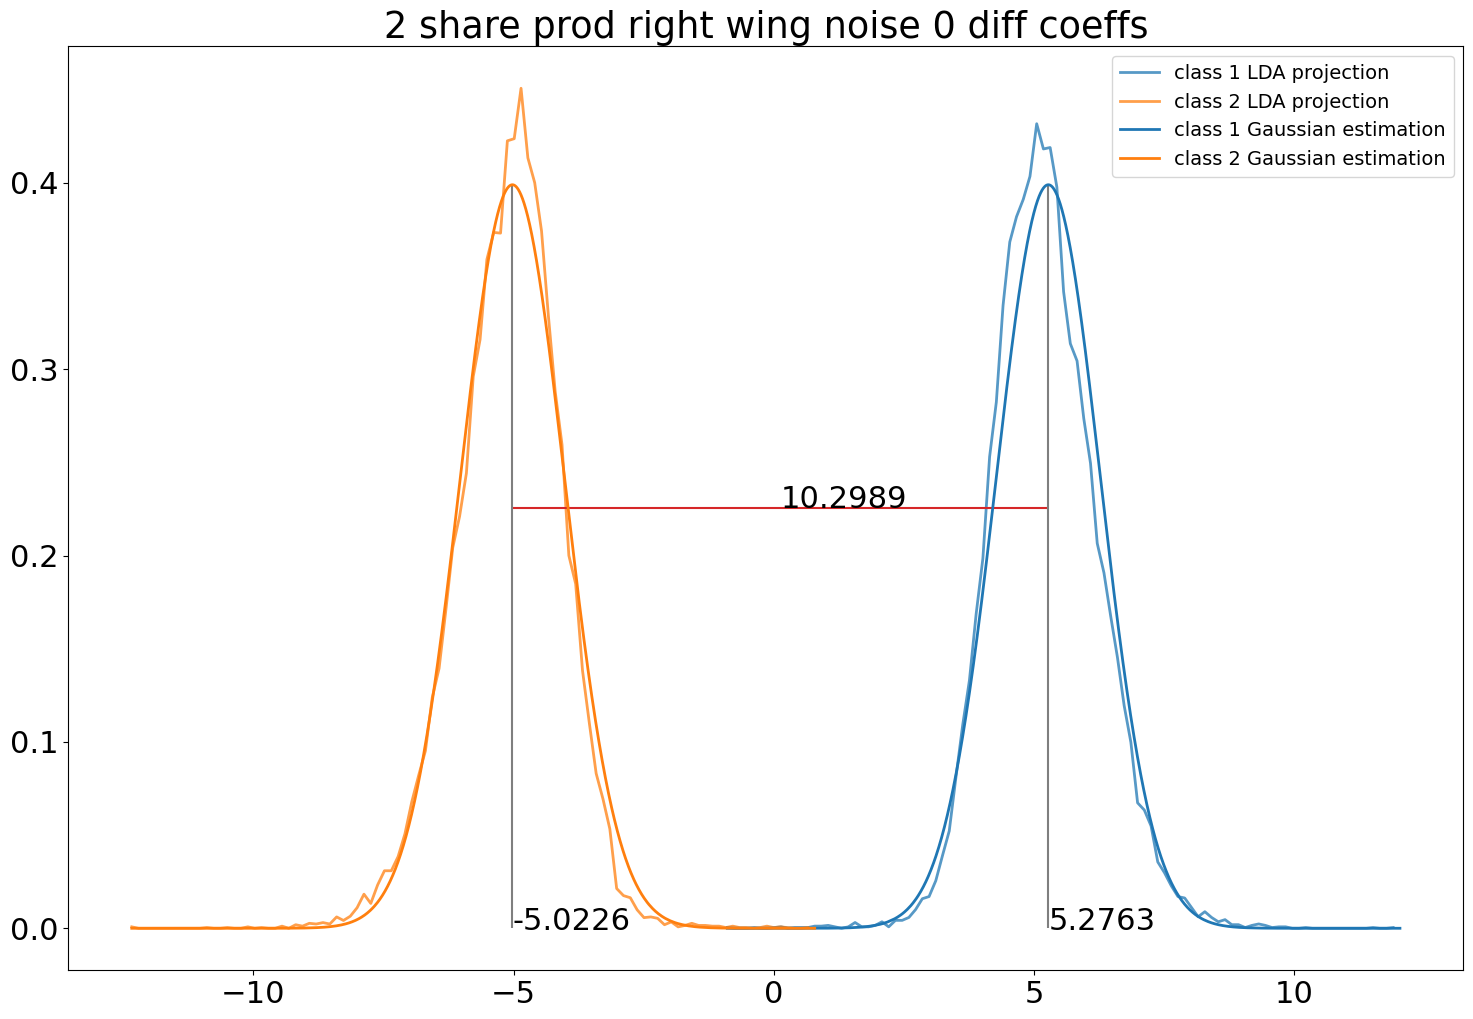 2 share prod right wing noise 0 diff coeffs
class 1 LDA projection
class 2 LDA projection
class 1 Gaussian estimation
class 2 Gaussian estimation
0.4
0.3
10.2989
0.2
0.1
0.0
-5.0226
5.2763
−10
−5
0
5
10